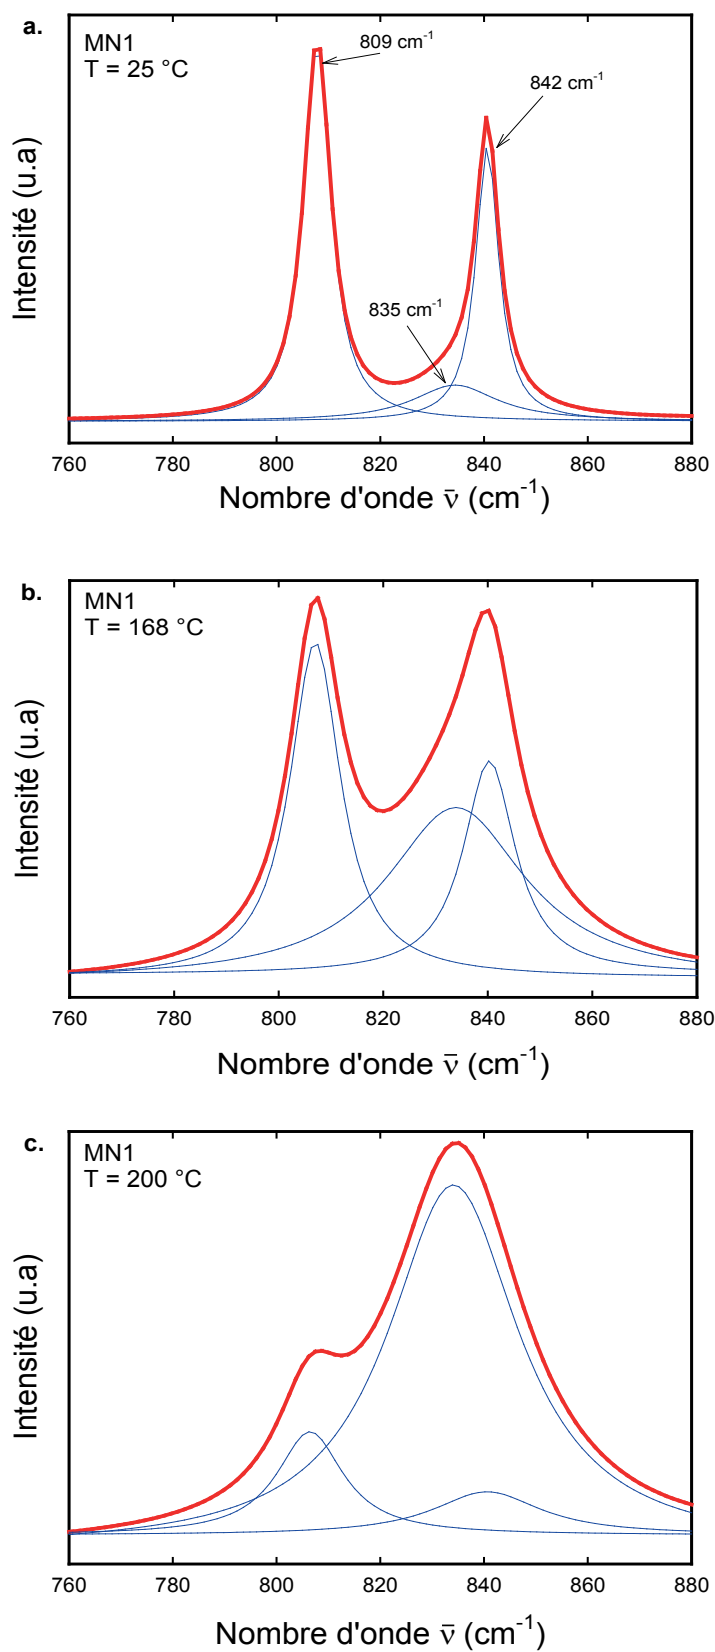 a.
MN1
T = 25 °C
809 cm⁻¹
842 cm⁻¹
835 cm⁻¹
Intensité (u.a)
760 780 800 820 840 860 880
Nombre d'onde ν̄ (cm⁻¹)
b.
MN1
T = 168 °C
Intensité (u.a)
760 780 800 820 840 860 880
Nombre d'onde ν̄ (cm⁻¹)
c.
MN1
T = 200 °C
Intensité (u.a)
760 780 800 820 840 860 880
Nombre d'onde ν̄ (cm⁻¹)